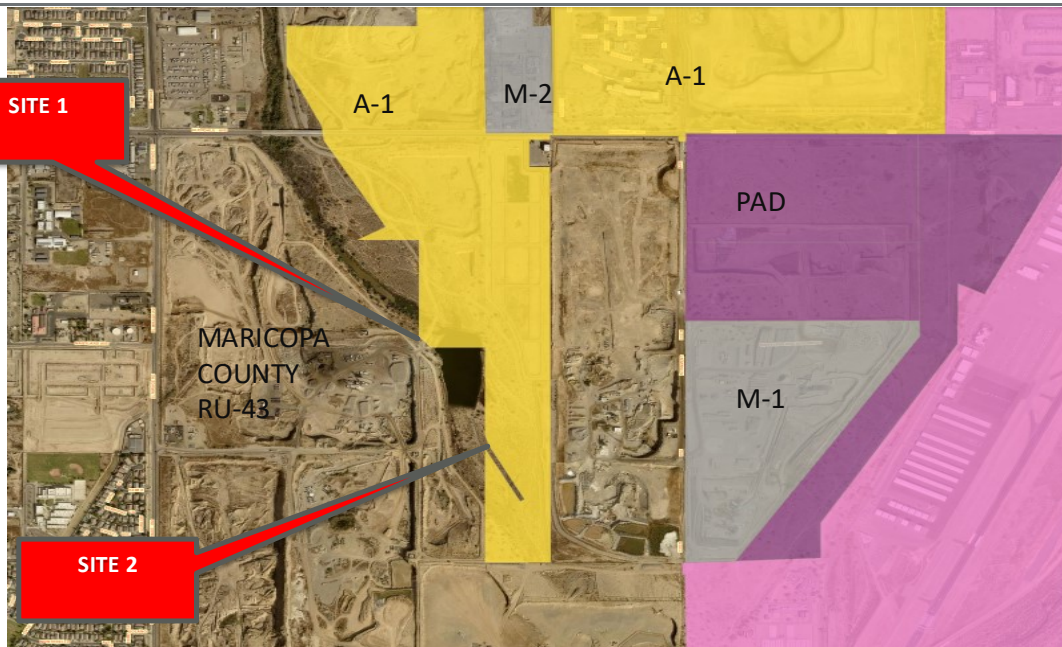 SITE 1
A-1
M-2
A-1
PAD
MARICOPA
COUNTY
RU-43
M-1
SITE 2